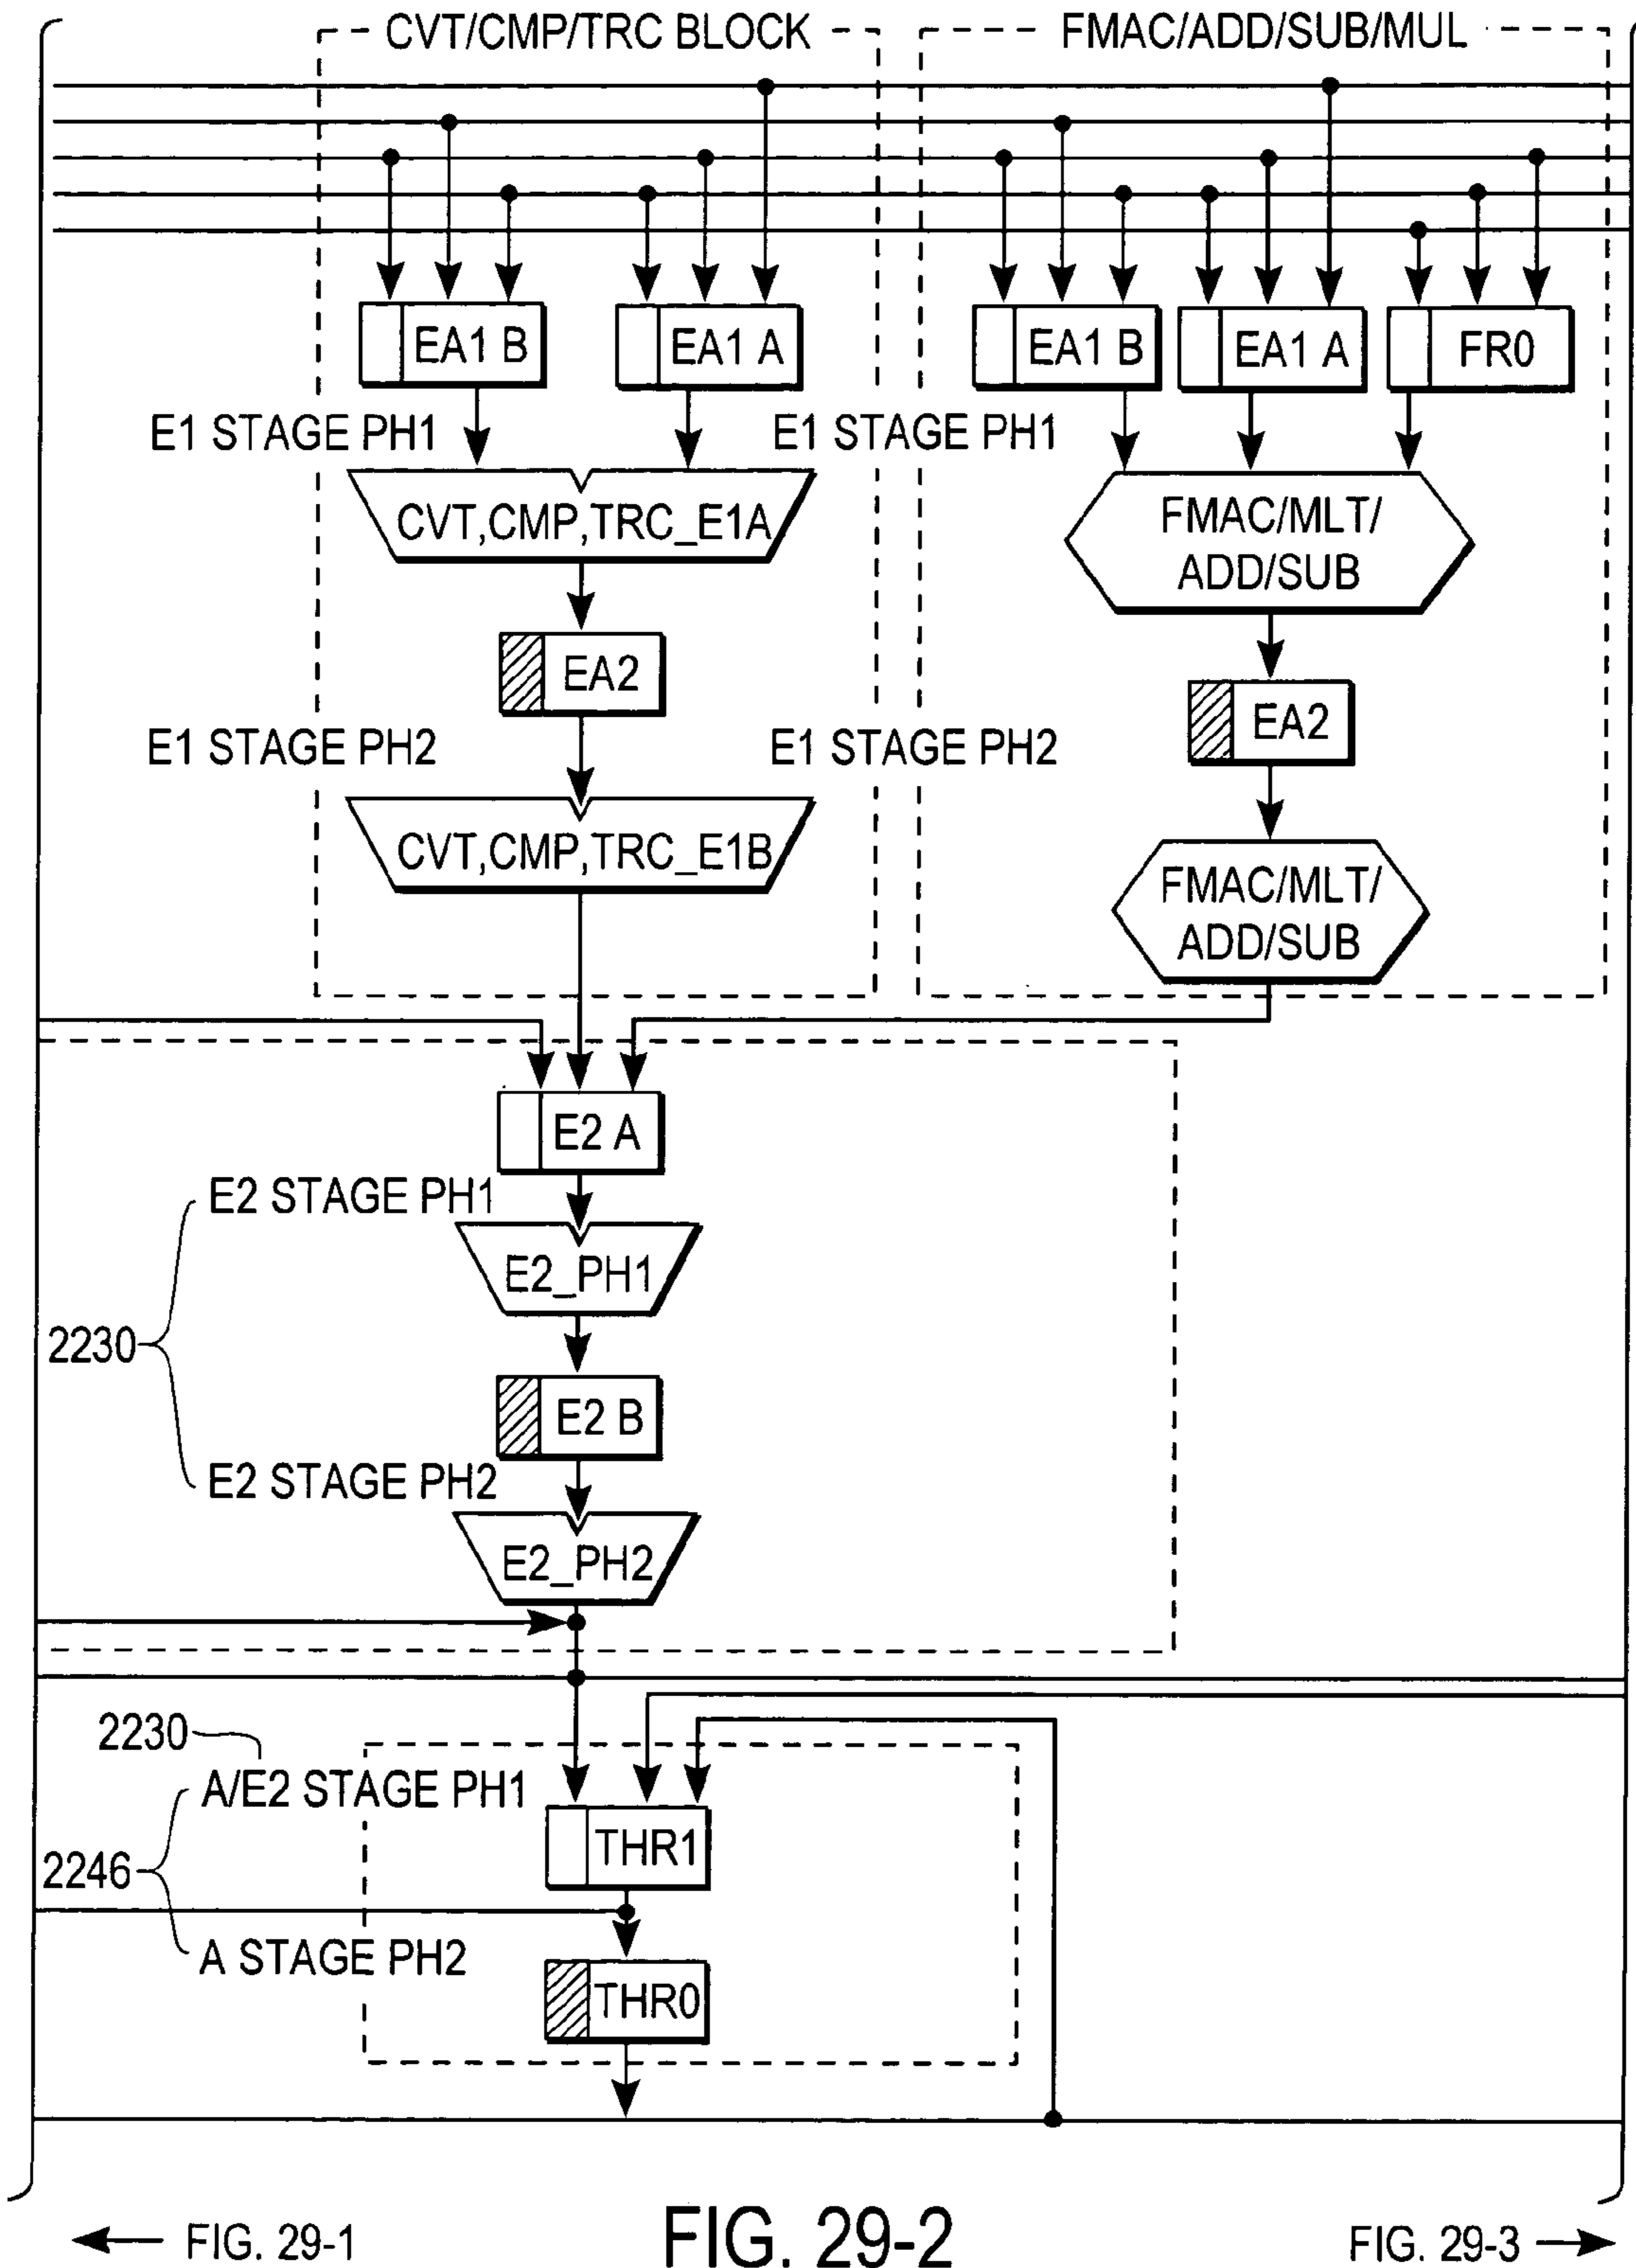 CVT/CMP/TRC BLOCK
FMAC/ADD/SUB/MUL
EA1 B
EA1 A
EA1 B
EA1 A
FR0
E1 STAGE PH1
E1 STAGE PH1
CVT,CMP,TRC_E1A
FMAC/MLT/
ADD/SUB
EA2
EA2
E1 STAGE PH2
E1 STAGE PH2
CVT,CMP,TRC_E1B
FMAC/MLT/
ADD/SUB
E2 A
E2 STAGE PH1
E2_PH1
2230
E2 B
E2 STAGE PH2
E2_PH2
2230
A/E2 STAGE PH1
THR1
2246
A STAGE PH2
THR0
FIG. 29-1
FIG. 29-2
FIG. 29-3